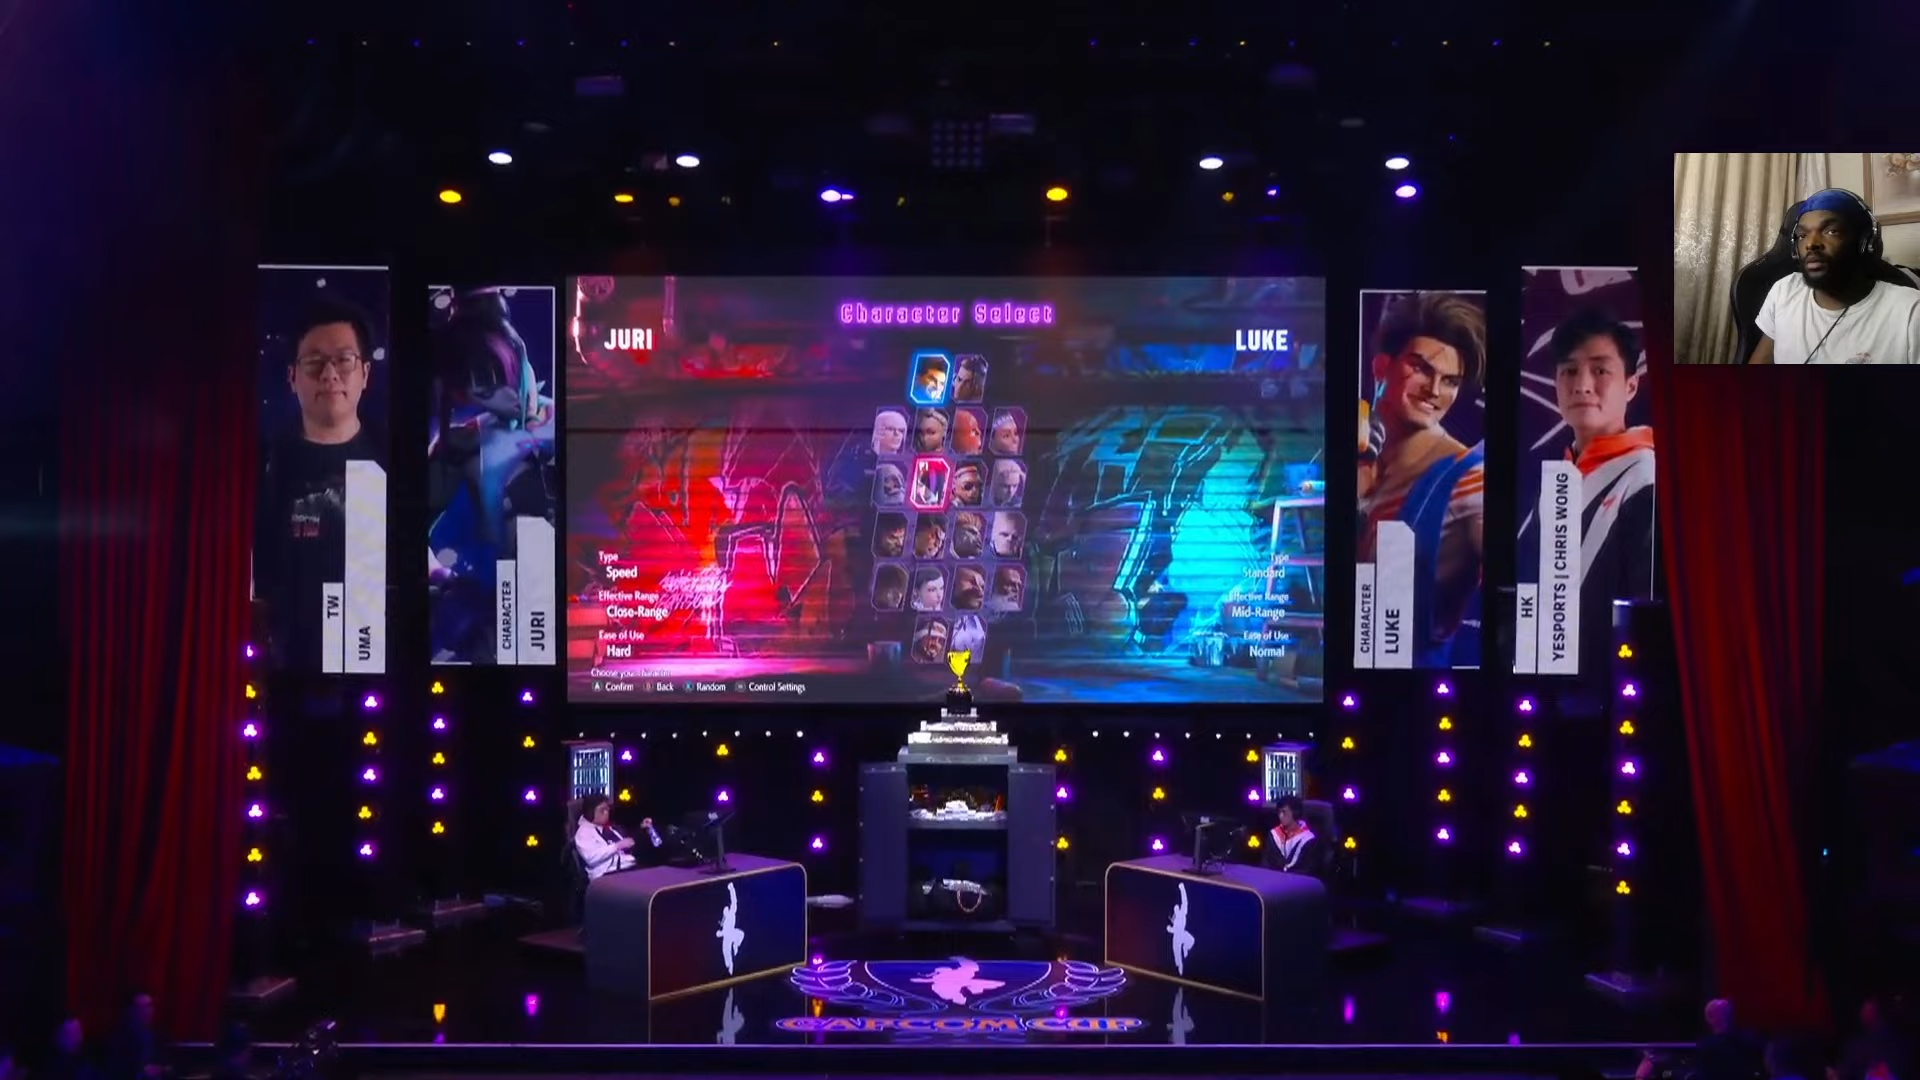 Character Select
JURI
LUKE
Type
Speed
Effective Range
Close-Range
Ease of Use
Hard
Type
Standard
Effective Range
Mid-Range
Ease of Use
Normal
A Confirm B Back X Random Control Settings
TW
UMA
CHARACTER
JURI
CHARACTER
LUKE
HK
YESPORTS | CHRIS WONG
CAPCOM CUP